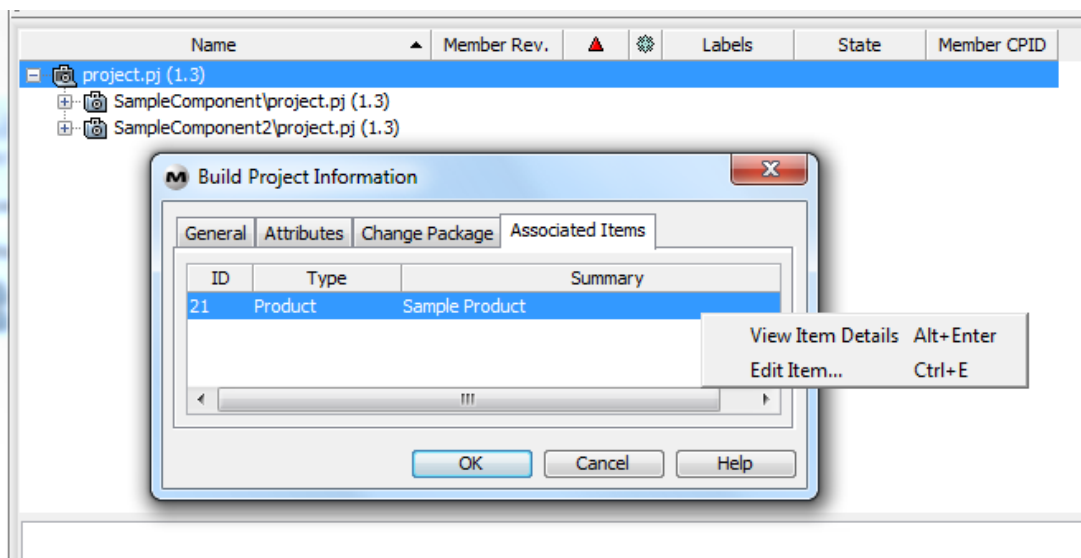 Name Member Rev. Labels State Member CPID
project.pj (1.3)
SampleComponent\project.pj (1.3)
SampleComponent2\project.pj (1.3)
Build Project Information
General Attributes Change Package Associated Items
ID Type Summary
21 Product Sample Product
View Item Details Alt+Enter
Edit Item... Ctrl+E
OK Cancel Help